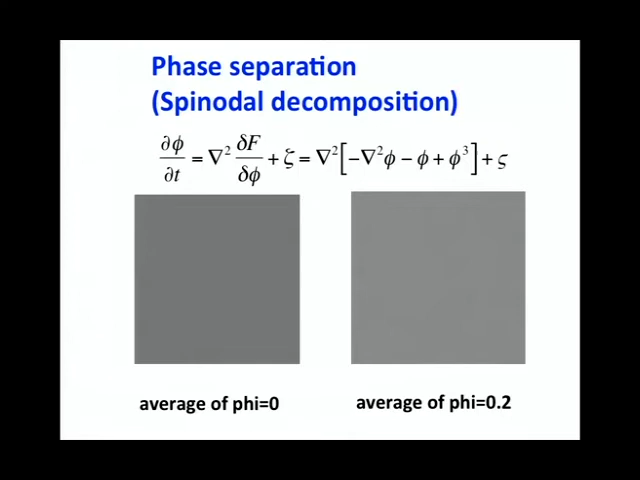 Phase separation
(Spinodal decomposition)
∂ϕ/∂t = ∇² δF/δϕ + ζ = ∇²[−∇²ϕ − ϕ + ϕ³] + ς
average of phi=0
average of phi=0.2